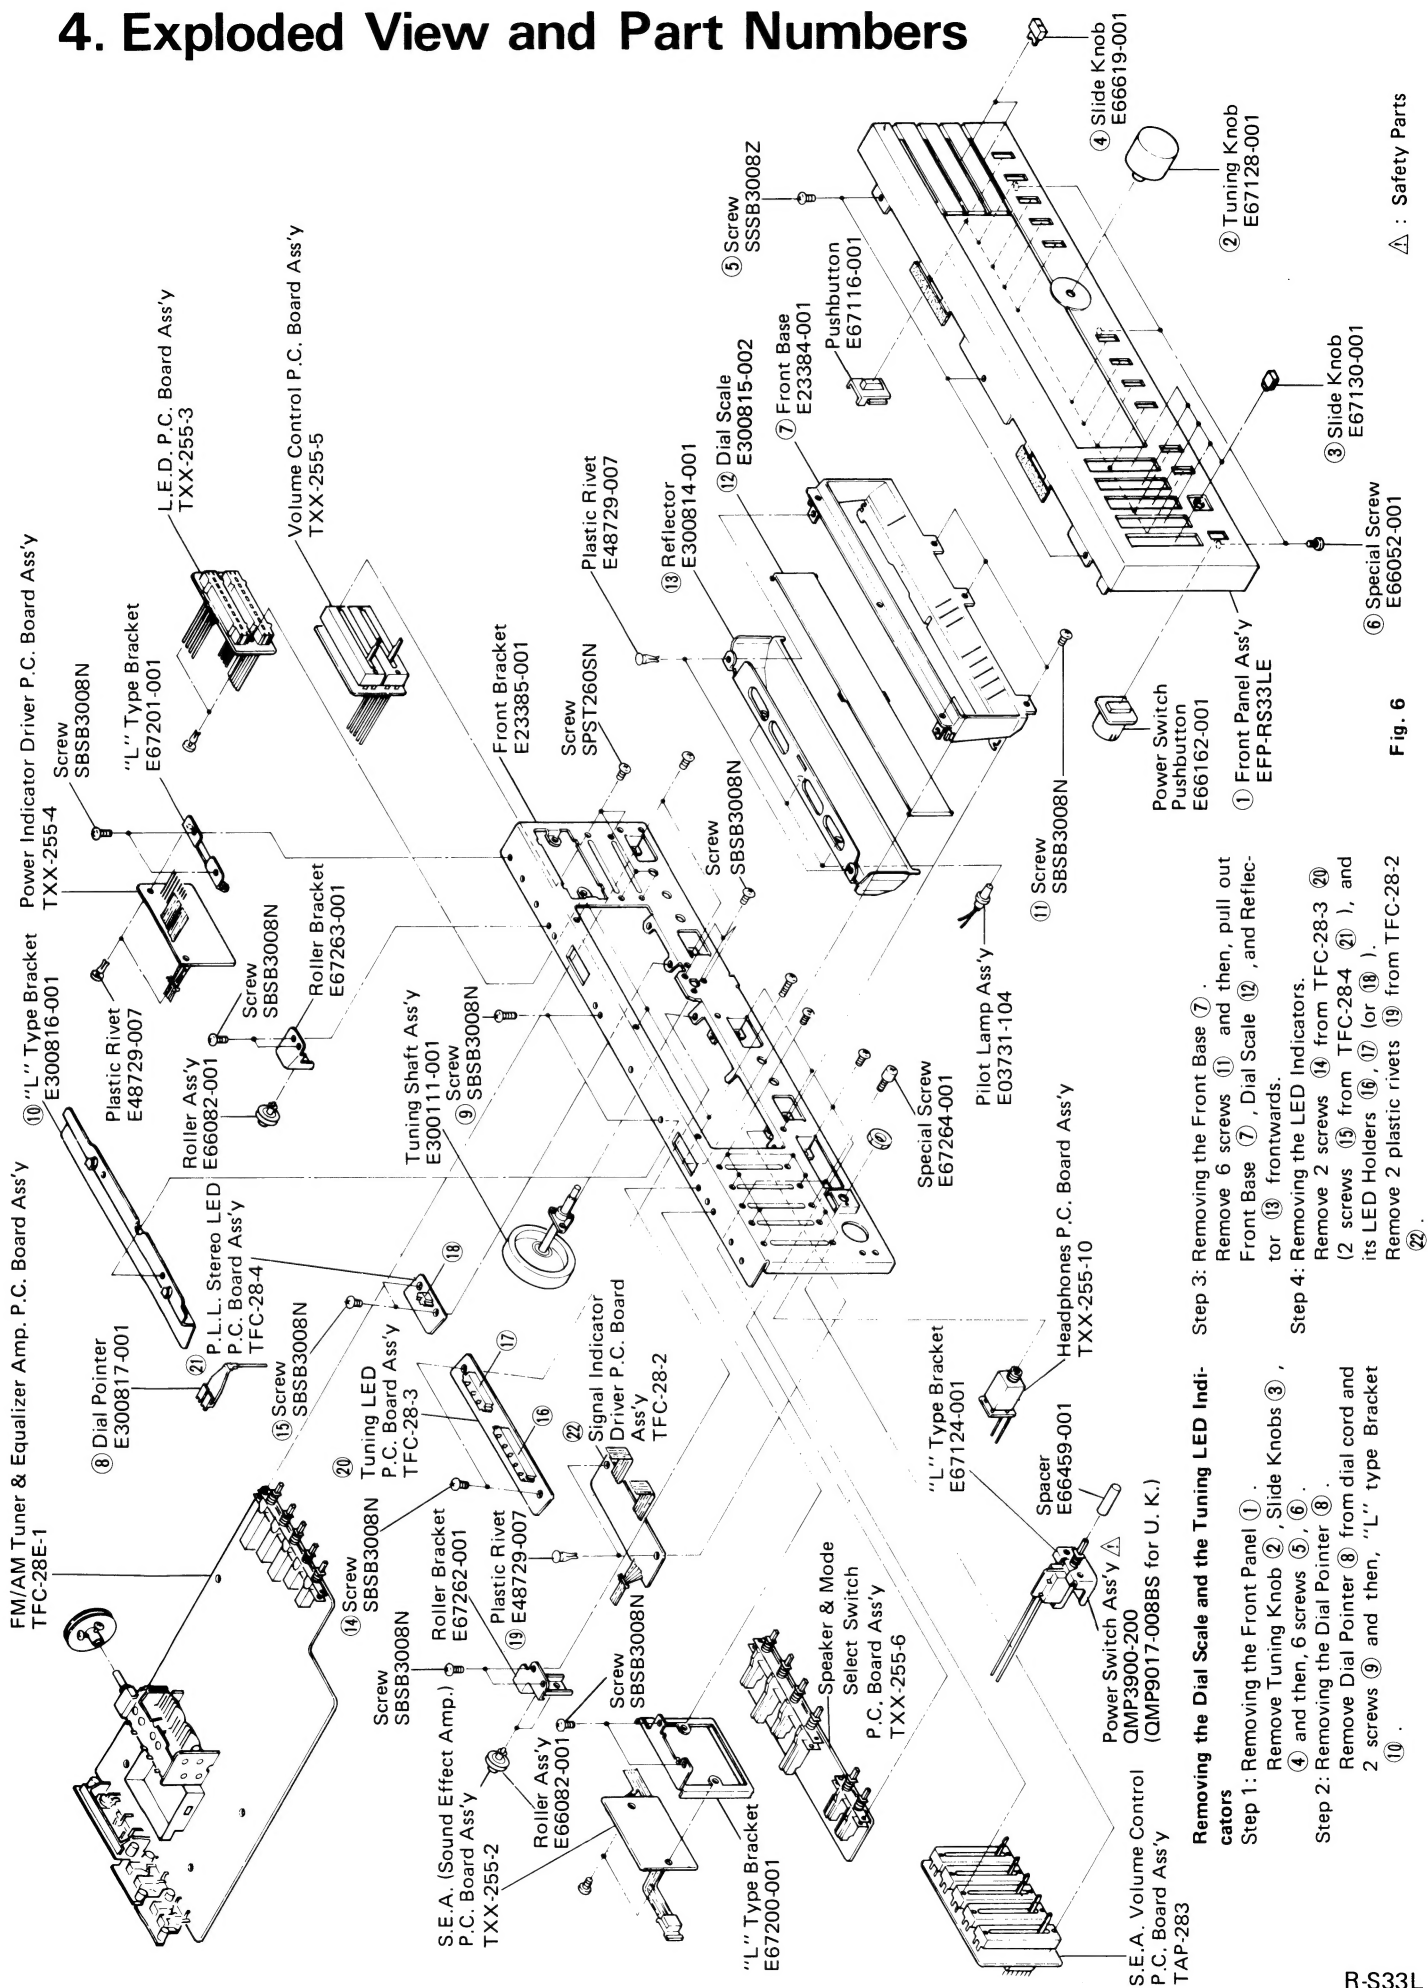 4. Exploded View and Part Numbers
FM/AM Tuner & Equalizer Amp. P.C. Board Ass'y
TFC-28E-1
⑧ Dial Pointer
E300817-001
⑩ "L" Type Bracket
E300816-001
Power Indicator Driver P.C. Board Ass'y
TXX-255-4
Screw
SBSB3008N
"L" Type Bracket
E67201-001
L.E.D. P.C. Board Ass'y
TXX-255-3
Volume Control P.C. Board Ass'y
TXX-255-5
Plastic Rivet
E48729-007
Screw
SBSB3008N
Roller Bracket
E67263-001
Roller Ass'y
E66082-001
㉑ P.L.L. Stereo LED
P.C. Board Ass'y
TFC-28-4
⑱
⑮ Screw
SBSB3008N
⑳ Tuning LED
P.C. Board Ass'y
TFC-28-3
⑰
⑯
⑭ Screw
SBSB3008N
Tuning Shaft Ass'y
E300111-001
⑨ Screw
SBSB3008N
Front Bracket
E23385-001
Screw
SPST260SN
Plastic Rivet
E48729-007
⑬ Reflector
E300814-001
⑫ Dial Scale
E300815-002
⑦ Front Base
E23384-001
Pushbutton
E67116-001
⑤ Screw
SSSB3008Z
④ Slide Knob
E66619-001
② Tuning Knob
E67128-001
③ Slide Knob
E67130-001
⑥ Special Screw
E66052-001
① Front Panel Ass'y
EFP-RS33LE
Power Switch
Pushbutton
E66162-001
⑪ Screw
SBSB3008N
Screw
SBSB3008N
Pilot Lamp Ass'y
E03731-104
Special Screw
E67264-001
㉒ Signal Indicator
Driver P.C. Board
Ass'y
TFC-28-2
Screw
SBSB3008N
Roller Bracket
E67262-001
⑲ Plastic Rivet
E48729-007
Roller Ass'y
E66082-001
Screw
SBSB3008N
S.E.A. (Sound Effect Amp.)
P.C. Board Ass'y
TXX-255-2
"L" Type Bracket
E67200-001
Speaker & Mode
Select Switch
P.C. Board Ass'y
TXX-255-6
"L" Type Bracket
E67124-001
Headphones P.C. Board Ass'y
TXX-255-10
Spacer
E66459-001
Power Switch Ass'y ⚠
QMP3900-200
(QMP9017-008BS for U. K.)
S.E.A. Volume Control
P.C. Board Ass'y
TAP-283
⚠ : Safety Parts
Fig. 6
Removing the Dial Scale and the Tuning LED Indi-
cators
Step 1: Removing the Front Panel ① .
Remove Tuning Knob ② , Slide Knobs ③ ,
④ and then, 6 screws ⑤, ⑥ .
Step 2: Removing the Dial Pointer ⑧ .
Remove Dial Pointer ⑧ from dial cord and
2 screws ⑨ and then, "L" type Bracket
⑩ .
Step 3: Removing the Front Base ⑦ .
Remove 6 screws ⑪ and then, pull out
Front Base ⑦ , Dial Scale ⑫ , and Reflec-
tor ⑬ frontwards.
Step 4: Removing the LED Indicators.
Remove 2 screws ⑭ from TFC-28-3 ⑳
(2 screws ⑮ from TFC-28-4 ㉑ ), and
its LED Holders ⑯ , ⑰ (or ⑱ ).
Remove 2 plastic rivets ⑲ from TFC-28-2
㉒ .
R-S33L